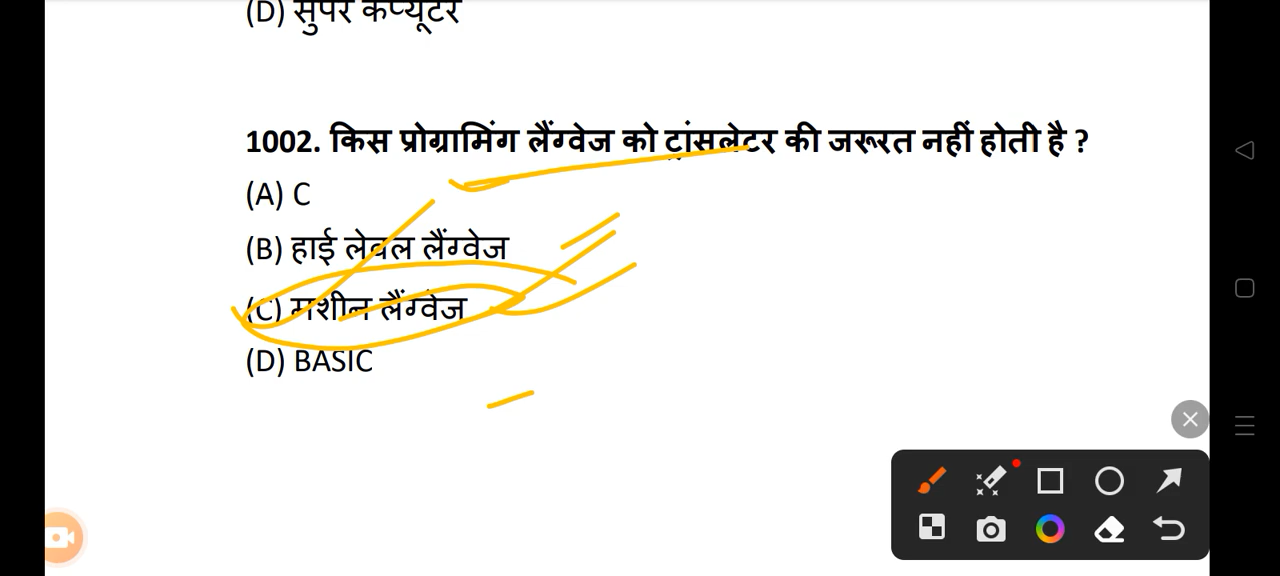 (D) सुपर कंप्यूटर
1002. किस प्रोग्रामिंग लैंग्वेज को ट्रांसलेटर की जरूरत नहीं होती है ?
(A) C
(B) हाई लेवल लैंग्वेज
(C) मशीन लैंग्वेज
(D) BASIC